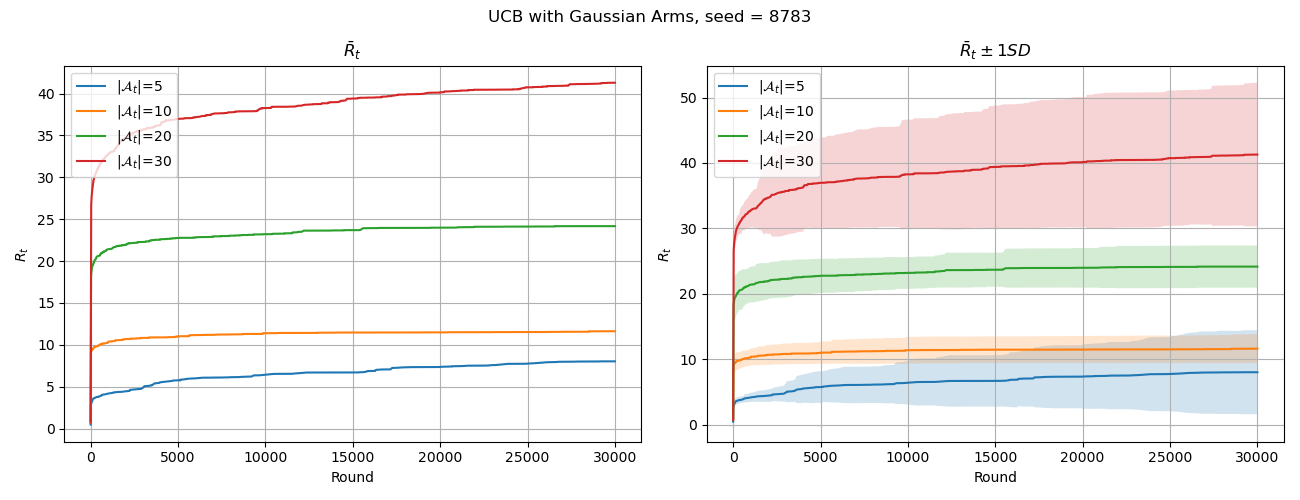 UCB with Gaussian Arms, seed = 8783
R̄ₜ
Rₜ
40
35
30
25
20
15
10
5
0
|𝒜ₜ|=5
|𝒜ₜ|=10
|𝒜ₜ|=20
|𝒜ₜ|=30
0 5000 10000 15000 20000 25000 30000
Round
R̄ₜ ± 1SD
Rₜ
50
40
30
20
10
0
|𝒜ₜ|=5
|𝒜ₜ|=10
|𝒜ₜ|=20
|𝒜ₜ|=30
0 5000 10000 15000 20000 25000 30000
Round